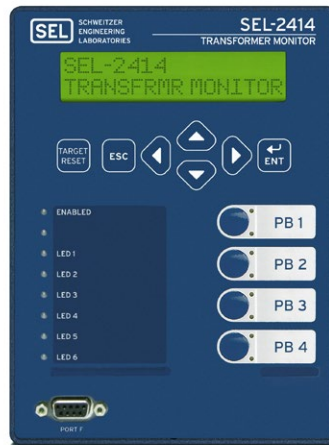 SEL SCHWEITZER
ENGINEERING
LABORATORIES
SEL-2414
TRANSFORMER MONITOR
SEL-2414
TRANSFRMR MONITOR
TARGET
RESET
ESC
ENT
ENABLED
LED 1
LED 2
LED 3
LED 4
LED 5
LED 6
PB 1
PB 2
PB 3
PB 4
PORT F